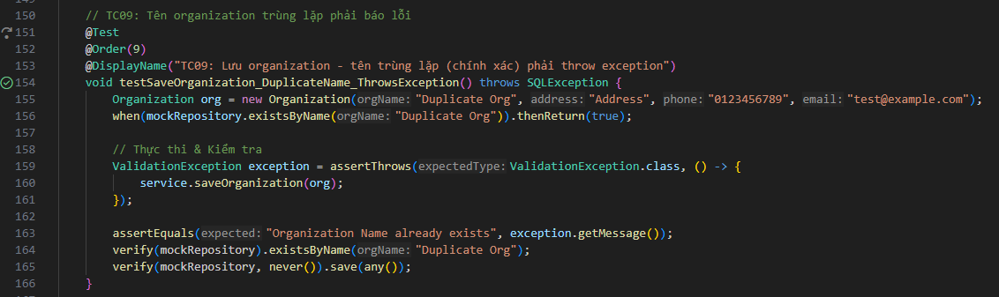 150 // TC09: Tên organization trùng lặp phải báo lỗi
151 @Test
152 @Order(9)
153 @DisplayName("TC09: Lưu organization - tên trùng lặp (chính xác) phải throw exception")
154 void testSaveOrganization_DuplicateName_ThrowsException() throws SQLException {
155 Organization org = new Organization(orgName: "Duplicate Org", address: "Address", phone: "0123456789", email: "test@example.com");
156 when(mockRepository.existsByName(orgName: "Duplicate Org")).thenReturn(true);
157
158 // Thực thi & Kiểm tra
159 ValidationException exception = assertThrows(expectedType: ValidationException.class, () -> {
160 service.saveOrganization(org);
161 });
162
163 assertEquals(expected: "Organization Name already exists", exception.getMessage());
164 verify(mockRepository).existsByName(orgName: "Duplicate Org");
165 verify(mockRepository, never()).save(any());
166 }